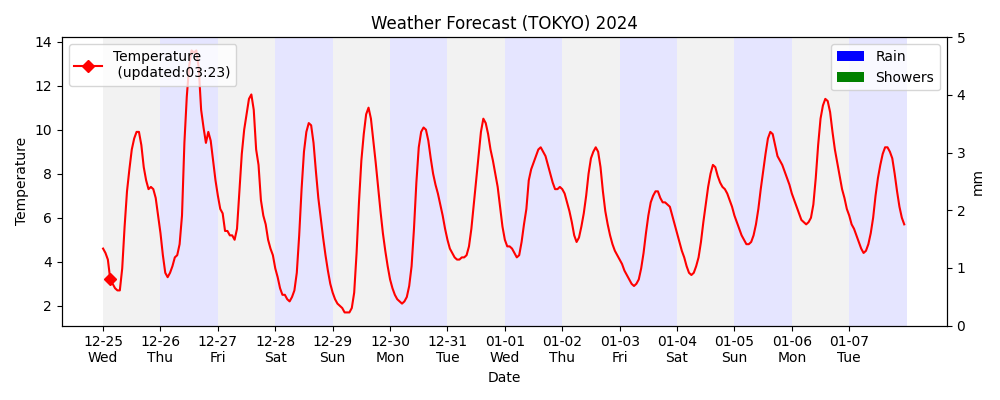 Weather Forecast (TOKYO) 2024
Temperature
(updated:03:23)
Rain
Showers
Temperature
14
12
10
8
6
4
2
5
4
3
2
1
0
mm
12-25 12-26 12-27 12-28 12-29 12-30 12-31 01-01 01-02 01-03 01-04 01-05 01-06 01-07
Wed Thu Fri Sat Sun Mon Tue Wed Thu Fri Sat Sun Mon Tue
Date